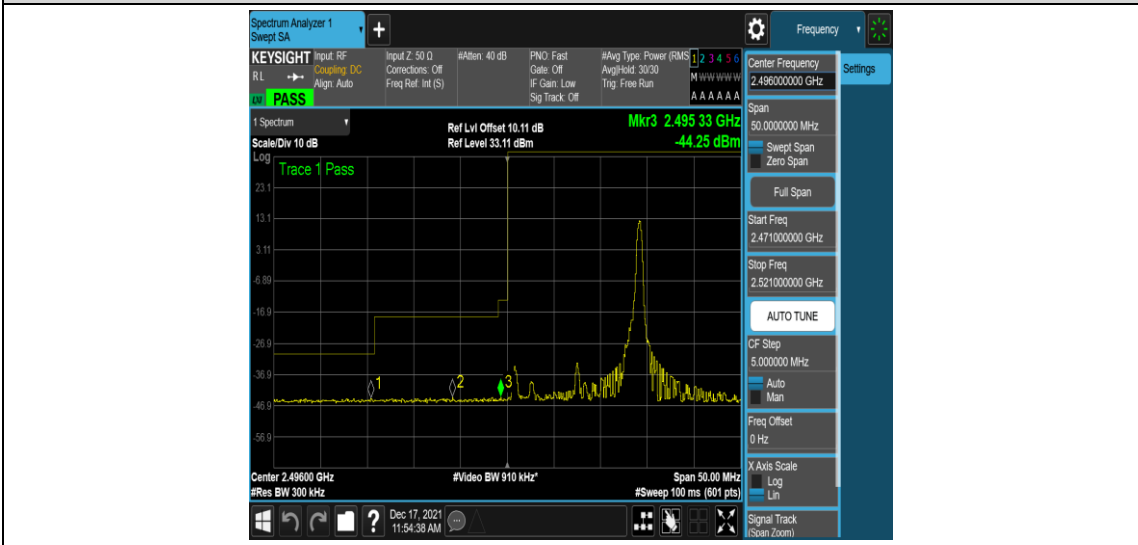 Spectrum Analyzer 1
Swept SA
+
Frequency
KEYSIGHT
R L
PASS
Input: RF
Coupling: DC
Align: Auto
Input Z: 50 Ω
Corrections: Off
Freq Ref: Int (S)
#Atten: 40 dB
PNO: Fast
Gate: Off
IF Gain: Low
Sig Track: Off
#Avg Type: Power (RMS
Avg|Hold: 30/30
Trig: Free Run
1 2 3 4 5 6
M W W W W W
A A A A A A
Center Frequency
2.496000000 GHz
Settings
Span
50.0000000 MHz
Swept Span
Zero Span
Full Span
Start Freq
2.471000000 GHz
Stop Freq
2.521000000 GHz
AUTO TUNE
CF Step
5.000000 MHz
Auto
Man
Freq Offset
0 Hz
X Axis Scale
Log
Lin
Signal Track
(Span Zoom)
1 Spectrum
Scale/Div 10 dB
Log
Ref Lvl Offset 10.11 dB
Ref Level 33.11 dBm
Mkr3 2.495 33 GHz
-44.25 dBm
Trace 1 Pass
23.1
13.1
3.11
-6.89
-16.9
-26.9
-36.9
-46.9
-56.9
1
2
3
Center 2.49600 GHz
#Res BW 300 kHz
#Video BW 910 kHz*
Span 50.00 MHz
#Sweep 100 ms (601 pts)
?
Dec 17, 2021
11:54:38 AM